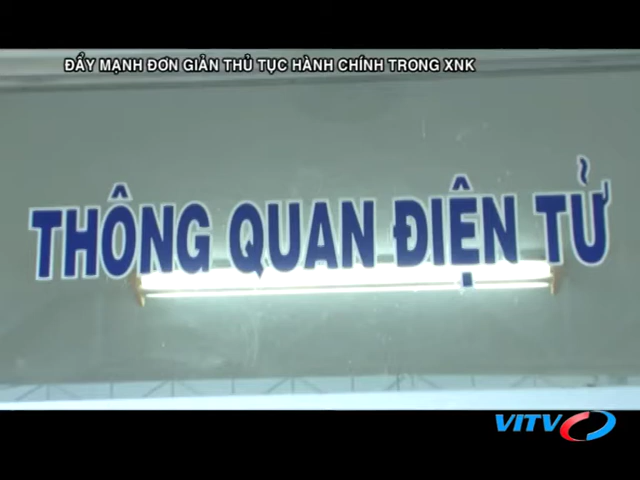 ĐẨY MẠNH ĐƠN GIẢN THỦ TỤC HÀNH CHÍNH TRONG XNK
THÔNG QUAN ĐIỆN TỬ
VITV